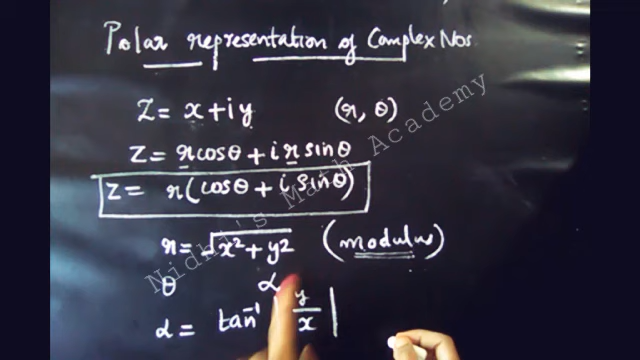 Polar representation of Complex Nos.
Z = x + iy (r, θ)
Z = r cosθ + i r sinθ
Z = r(cosθ + i sinθ)
r = √x² + y² (modulus)
θ α
α = tan⁻¹ | y/x |
Nidhi's Math Academy